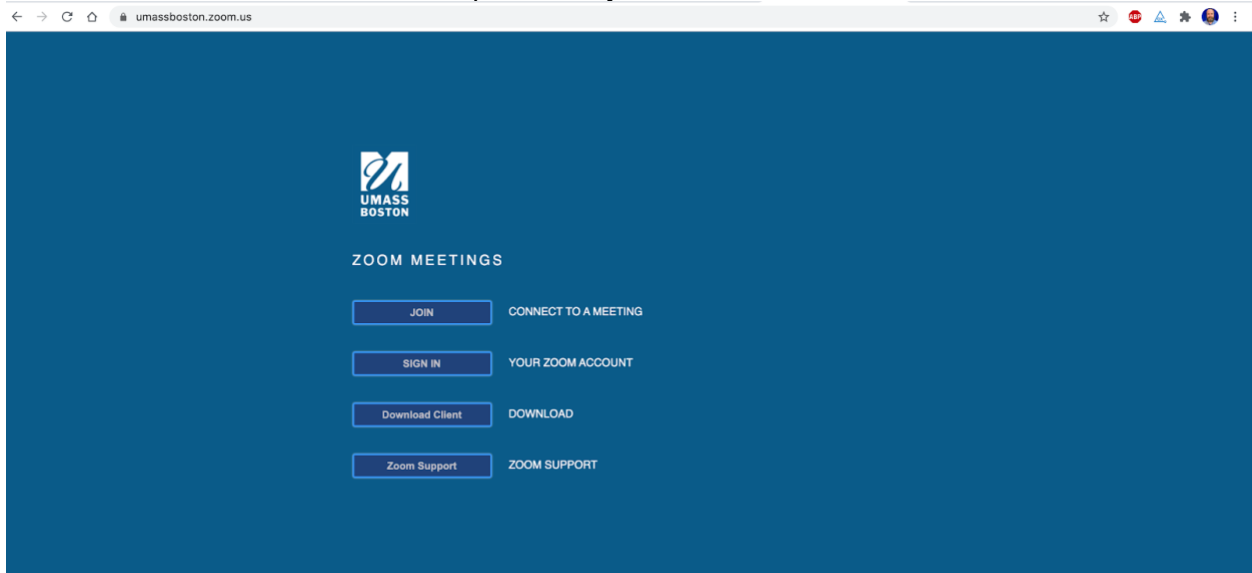 umassboston.zoom.us
ABP
UMASS
BOSTON
ZOOM MEETINGS
JOIN CONNECT TO A MEETING
SIGN IN YOUR ZOOM ACCOUNT
Download Client DOWNLOAD
Zoom Support ZOOM SUPPORT